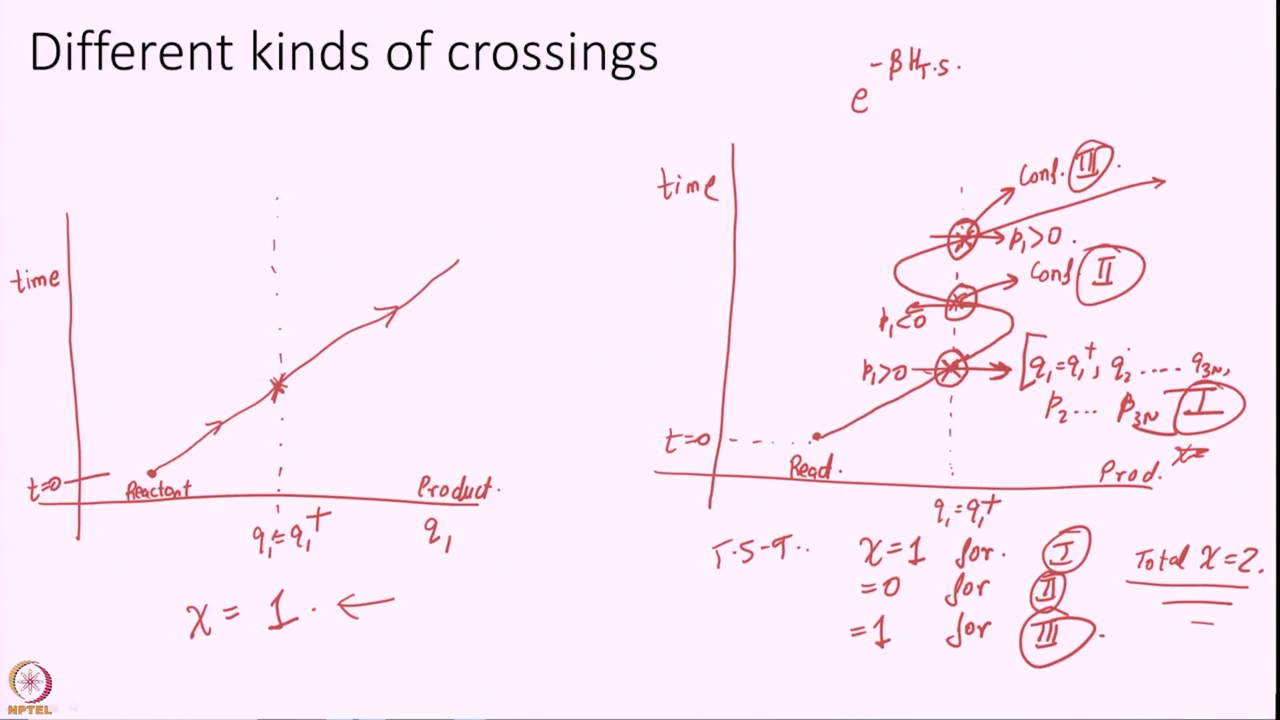 Different kinds of crossings
e^{-βH_{T.S.}}
time
t=0
Reactant
q₁=q₁‡
Product.
q₁
χ = 1. ←
time
Conf. III.
p₁>0.
Conf II
p₁<0
p₁>0
[q₁=q₁‡, q₂ .... q₃N,
p₂... p₃N I
t=0
React.
Prod.
q₁=q₁‡
T.S.T..
χ=1 for. I
=0 for II
=1 for III.
Total χ=2.
NPTEL